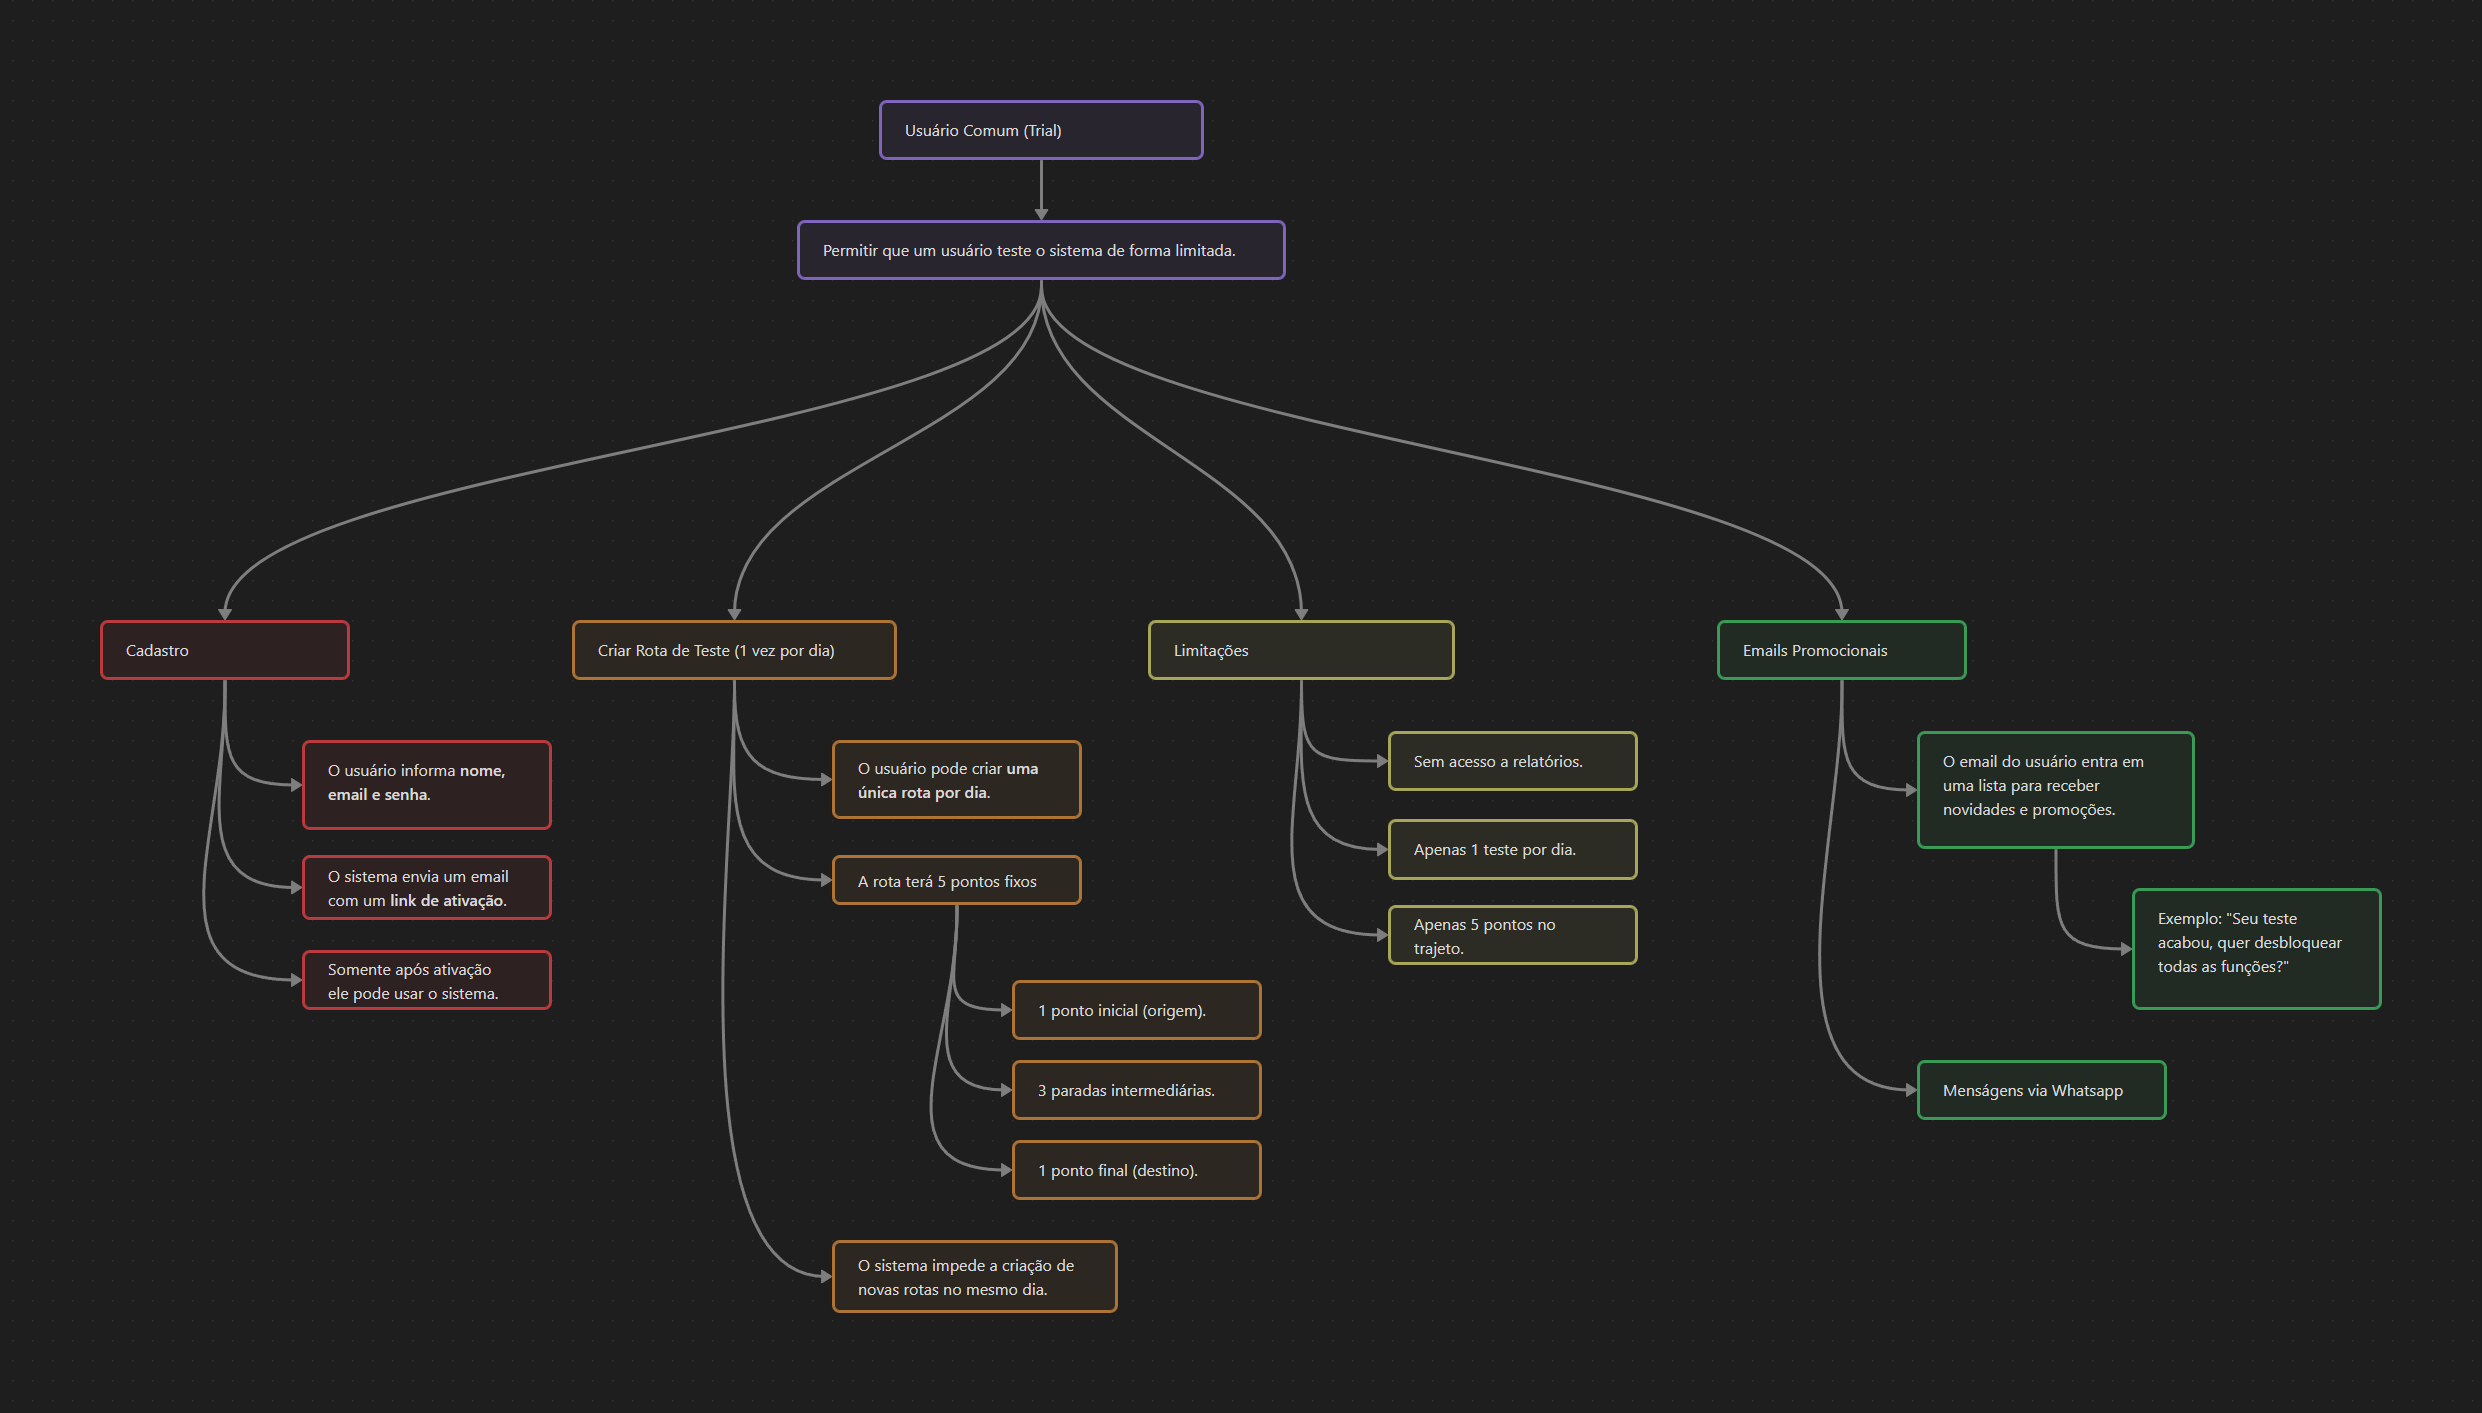 Usuário Comum (Trial)
Permitir que um usuário teste o sistema de forma limitada.
Cadastro
O usuário informa nome,
email e senha.
O sistema envia um email
com um link de ativação.
Somente após ativação
ele pode usar o sistema.
Criar Rota de Teste (1 vez por dia)
O usuário pode criar uma
única rota por dia.
A rota terá 5 pontos fixos
1 ponto inicial (origem).
3 paradas intermediárias.
1 ponto final (destino).
O sistema impede a criação de
novas rotas no mesmo dia.
Limitações
Sem acesso a relatórios.
Apenas 1 teste por dia.
Apenas 5 pontos no
trajeto.
Emails Promocionais
O email do usuário entra em
uma lista para receber
novidades e promoções.
Exemplo: "Seu teste
acabou, quer desbloquear
todas as funções?"
Menságens via Whatsapp